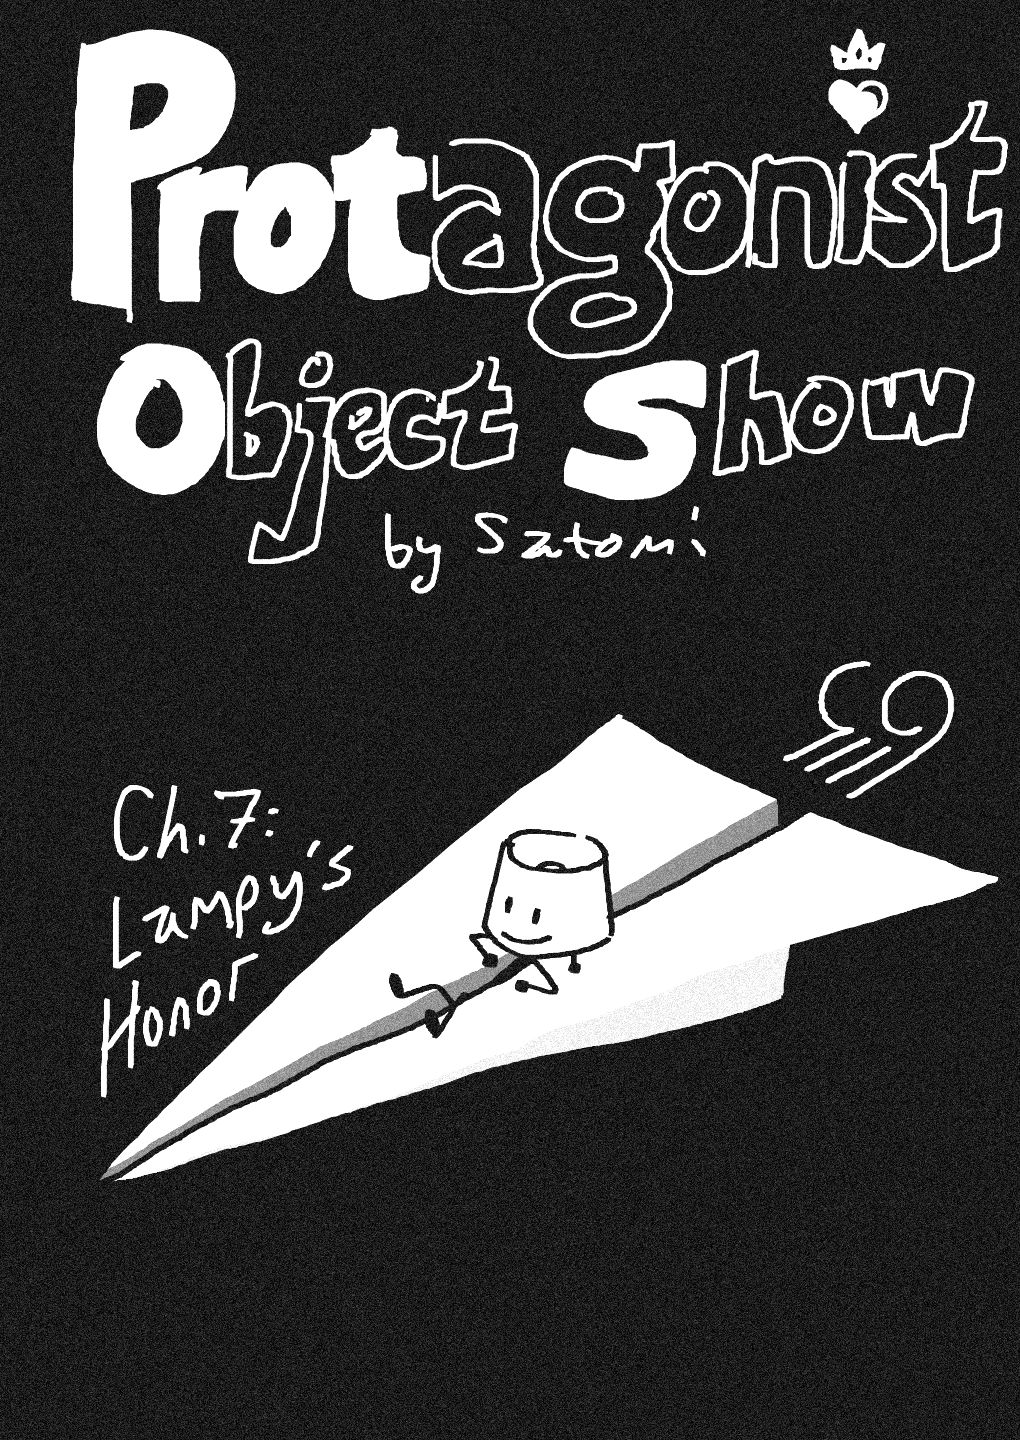 Protagonist
Object Show
by Satomi
Ch. 7:
Lampy's
Honor